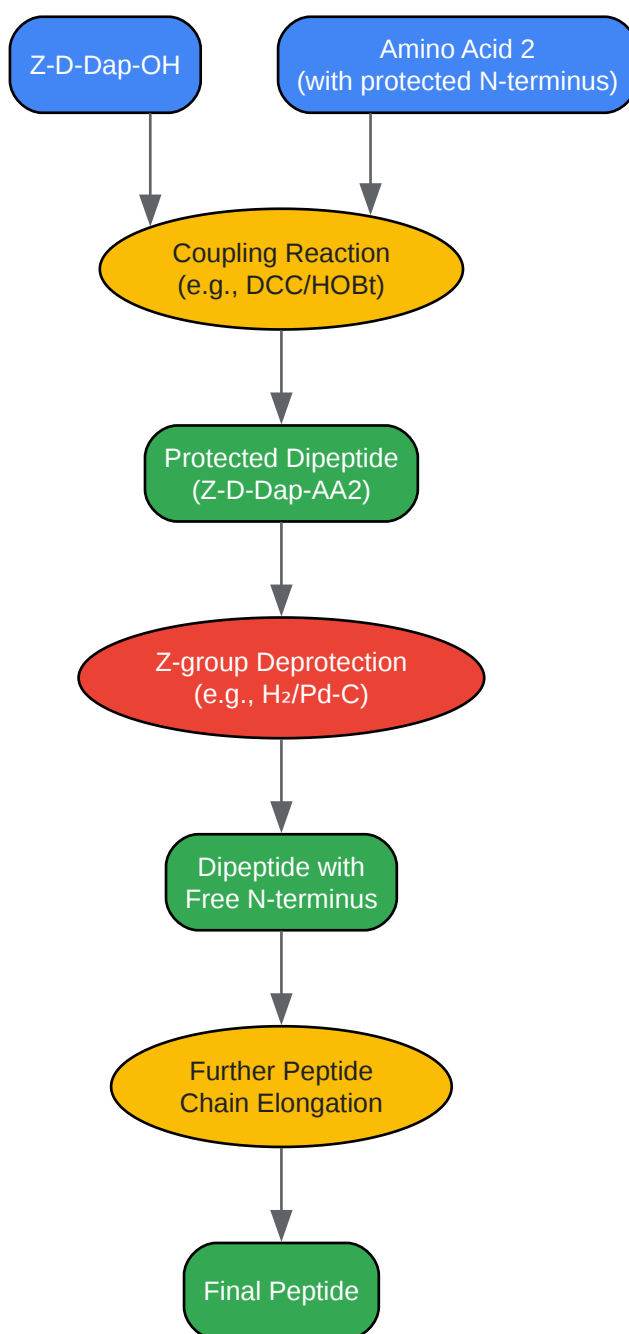 Z-D-Dap-OH
Amino Acid 2
(with protected N-terminus)
Coupling Reaction
(e.g., DCC/HOBt)
Protected Dipeptide
(Z-D-Dap-AA2)
Z-group Deprotection
(e.g., H₂/Pd-C)
Dipeptide with
Free N-terminus
Further Peptide
Chain Elongation
Final Peptide